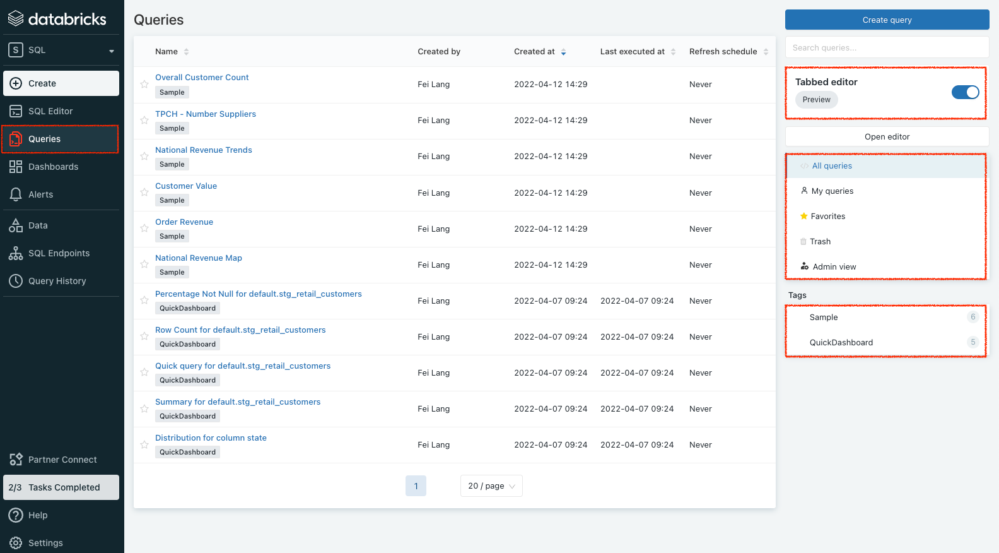 databricks
S SQL
Create
SQL Editor
Queries
Dashboards
Alerts
Data
SQL Endpoints
Query History
Partner Connect
2/3 Tasks Completed
Help
Settings
Queries
Name Created by Created at Last executed at Refresh schedule
Overall Customer Count
Sample
Fei Lang 2022-04-12 14:29 Never
TPCH - Number Suppliers
Sample
Fei Lang 2022-04-12 14:29 Never
National Revenue Trends
Sample
Fei Lang 2022-04-12 14:29 Never
Customer Value
Sample
Fei Lang 2022-04-12 14:29 Never
Order Revenue
Sample
Fei Lang 2022-04-12 14:29 Never
National Revenue Map
Sample
Fei Lang 2022-04-12 14:29 Never
Percentage Not Null for default.stg_retail_customers
QuickDashboard
Fei Lang 2022-04-07 09:24 2022-04-07 09:24 Never
Row Count for default.stg_retail_customers
QuickDashboard
Fei Lang 2022-04-07 09:24 2022-04-07 09:24 Never
Quick query for default.stg_retail_customers
QuickDashboard
Fei Lang 2022-04-07 09:24 2022-04-07 09:24 Never
Summary for default.stg_retail_customers
QuickDashboard
Fei Lang 2022-04-07 09:24 2022-04-07 09:24 Never
Distribution for column state
QuickDashboard
Fei Lang 2022-04-07 09:24 2022-04-07 09:24 Never
1 20 / page
Create query
Search queries...
Tabbed editor
Preview
Open editor
All queries
My queries
Favorites
Trash
Admin view
Tags
Sample 6
QuickDashboard 5